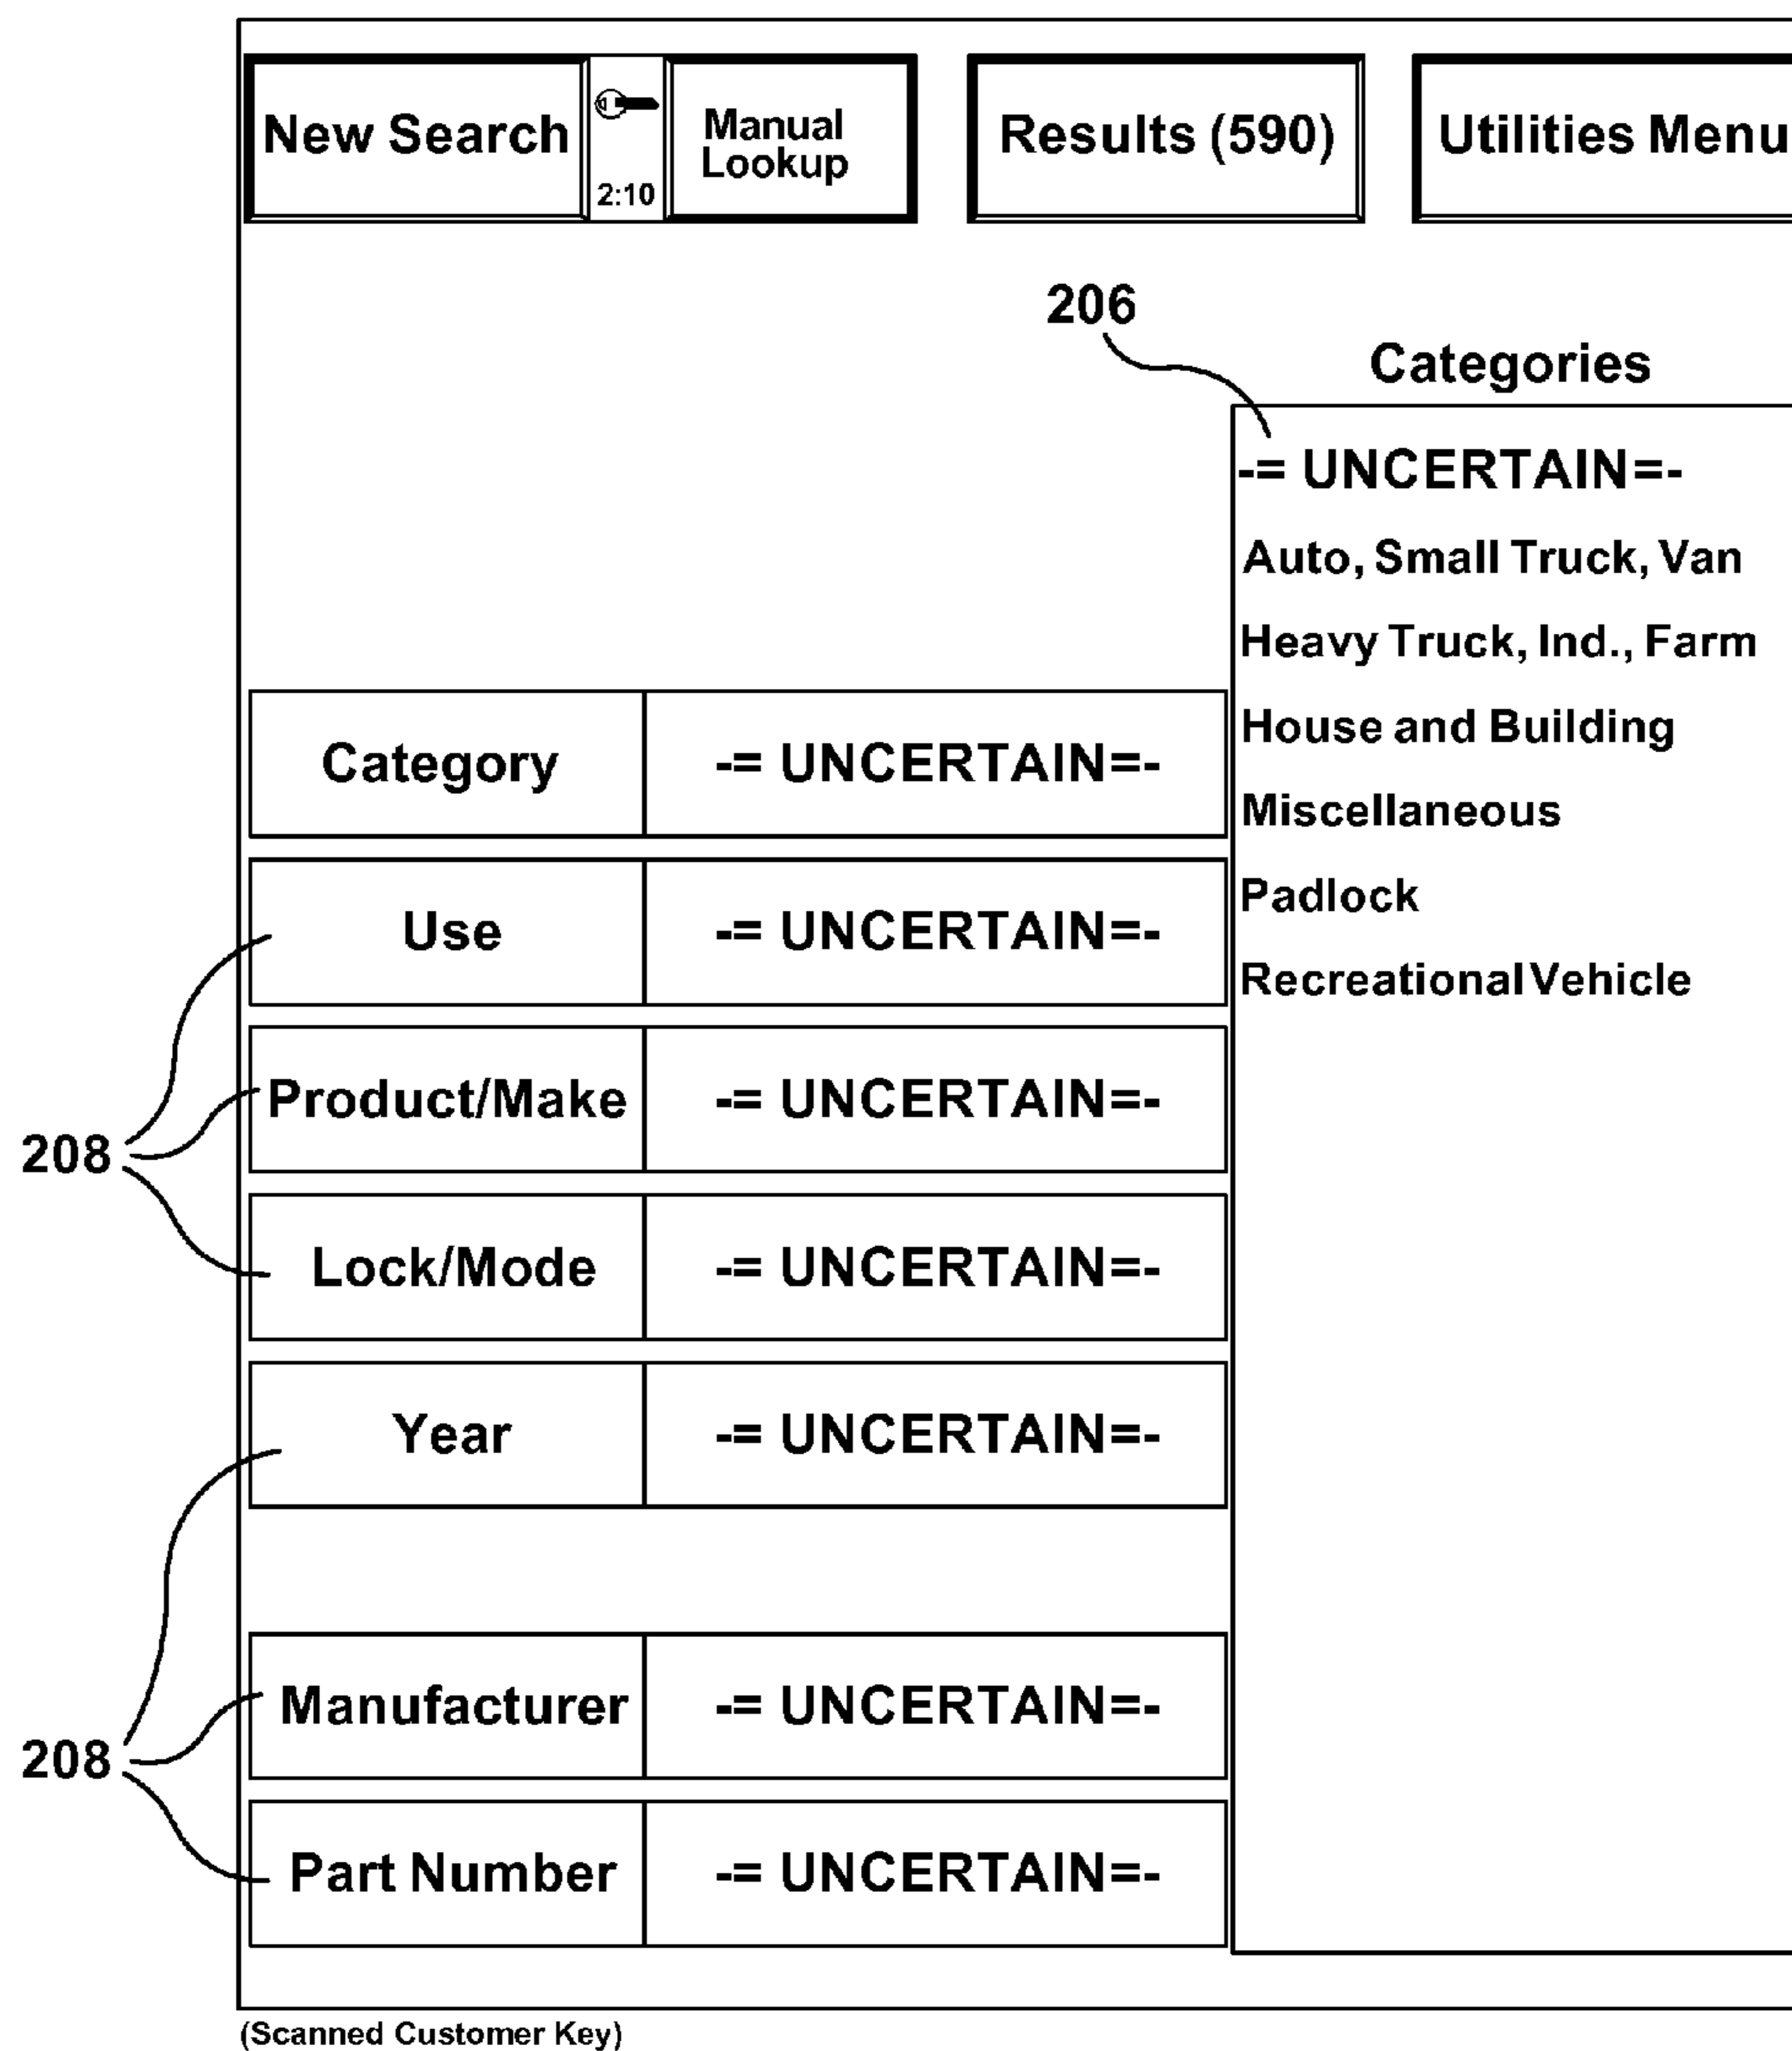 New Search
2:10
Manual
Lookup
Results (590)
Utilities Menu
206
Categories
-= UNCERTAIN=-
Auto, Small Truck, Van
Heavy Truck, Ind., Farm
House and Building
Miscellaneous
Padlock
Recreational Vehicle
Category -= UNCERTAIN=-
Use -= UNCERTAIN=-
Product/Make -= UNCERTAIN=-
208
Lock/Mode -= UNCERTAIN=-
Year -= UNCERTAIN=-
Manufacturer -= UNCERTAIN=-
208
Part Number -= UNCERTAIN=-
(Scanned Customer Key)